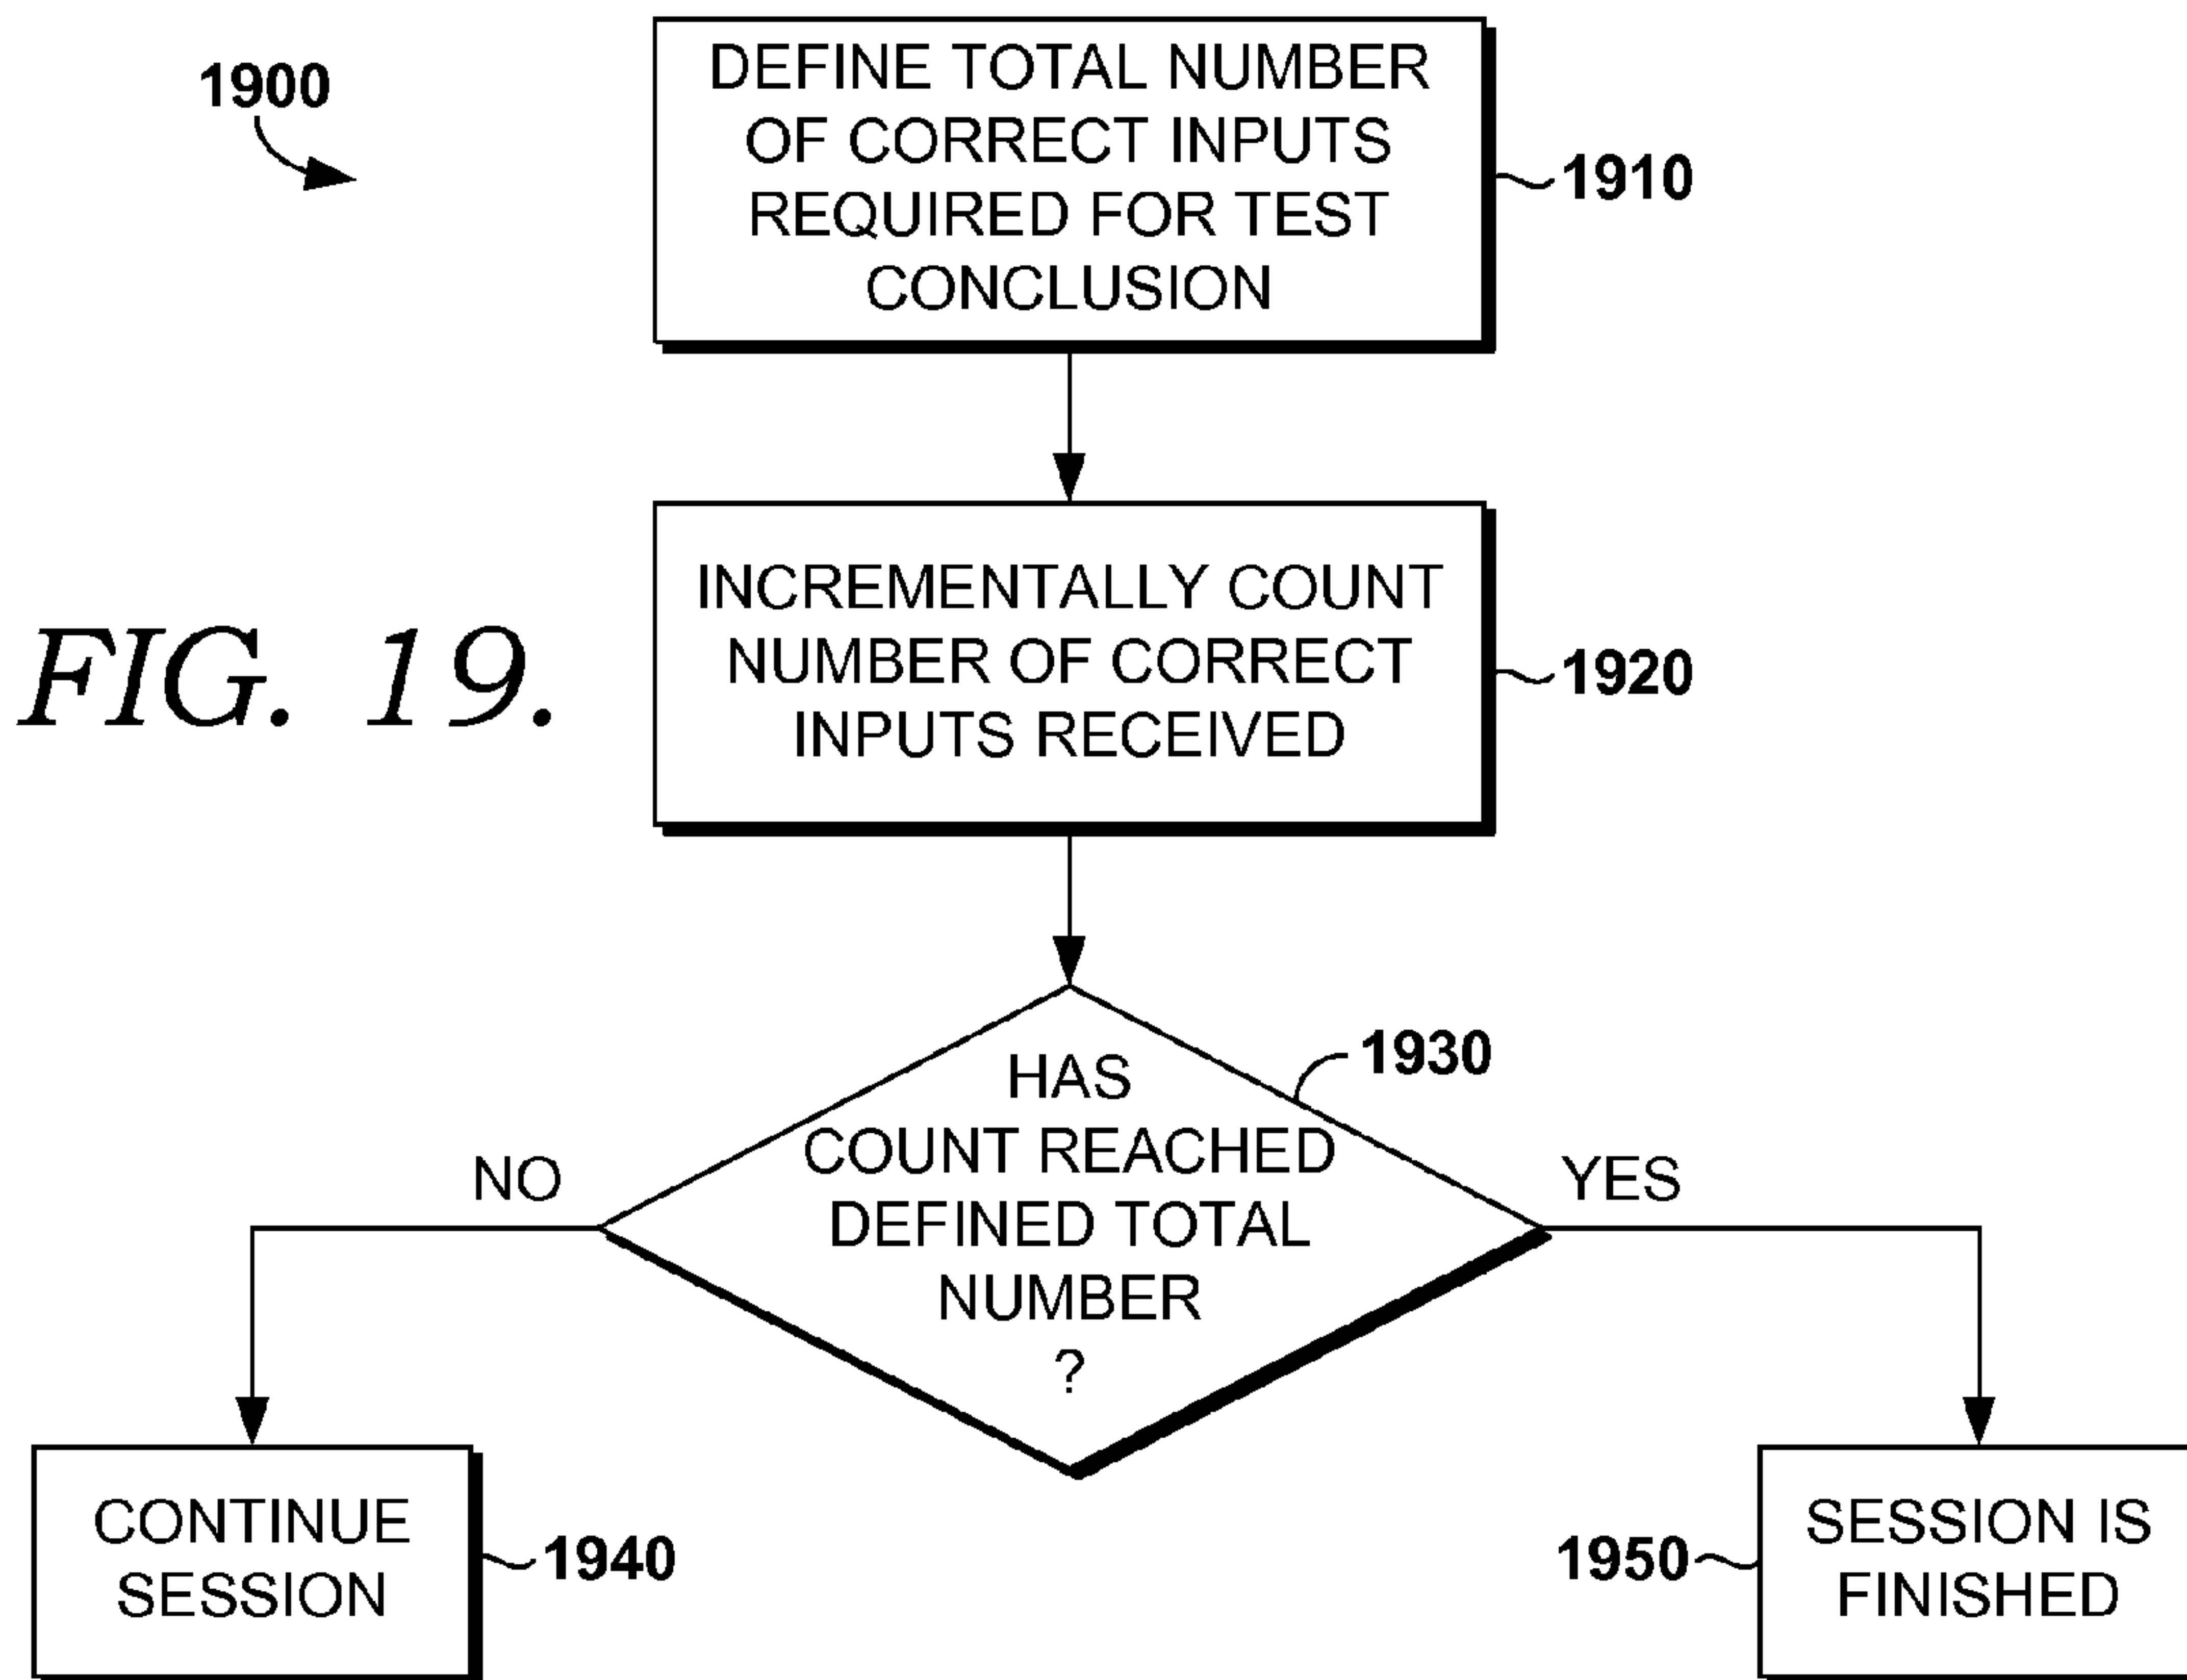 1900
DEFINE TOTAL NUMBER
OF CORRECT INPUTS
REQUIRED FOR TEST
CONCLUSION
1910
INCREMENTALLY COUNT
NUMBER OF CORRECT
INPUTS RECEIVED
1920
FIG. 19.
HAS
COUNT REACHED
DEFINED TOTAL
NUMBER
?
1930
NO
YES
CONTINUE
SESSION
1940
1950
SESSION IS
FINISHED